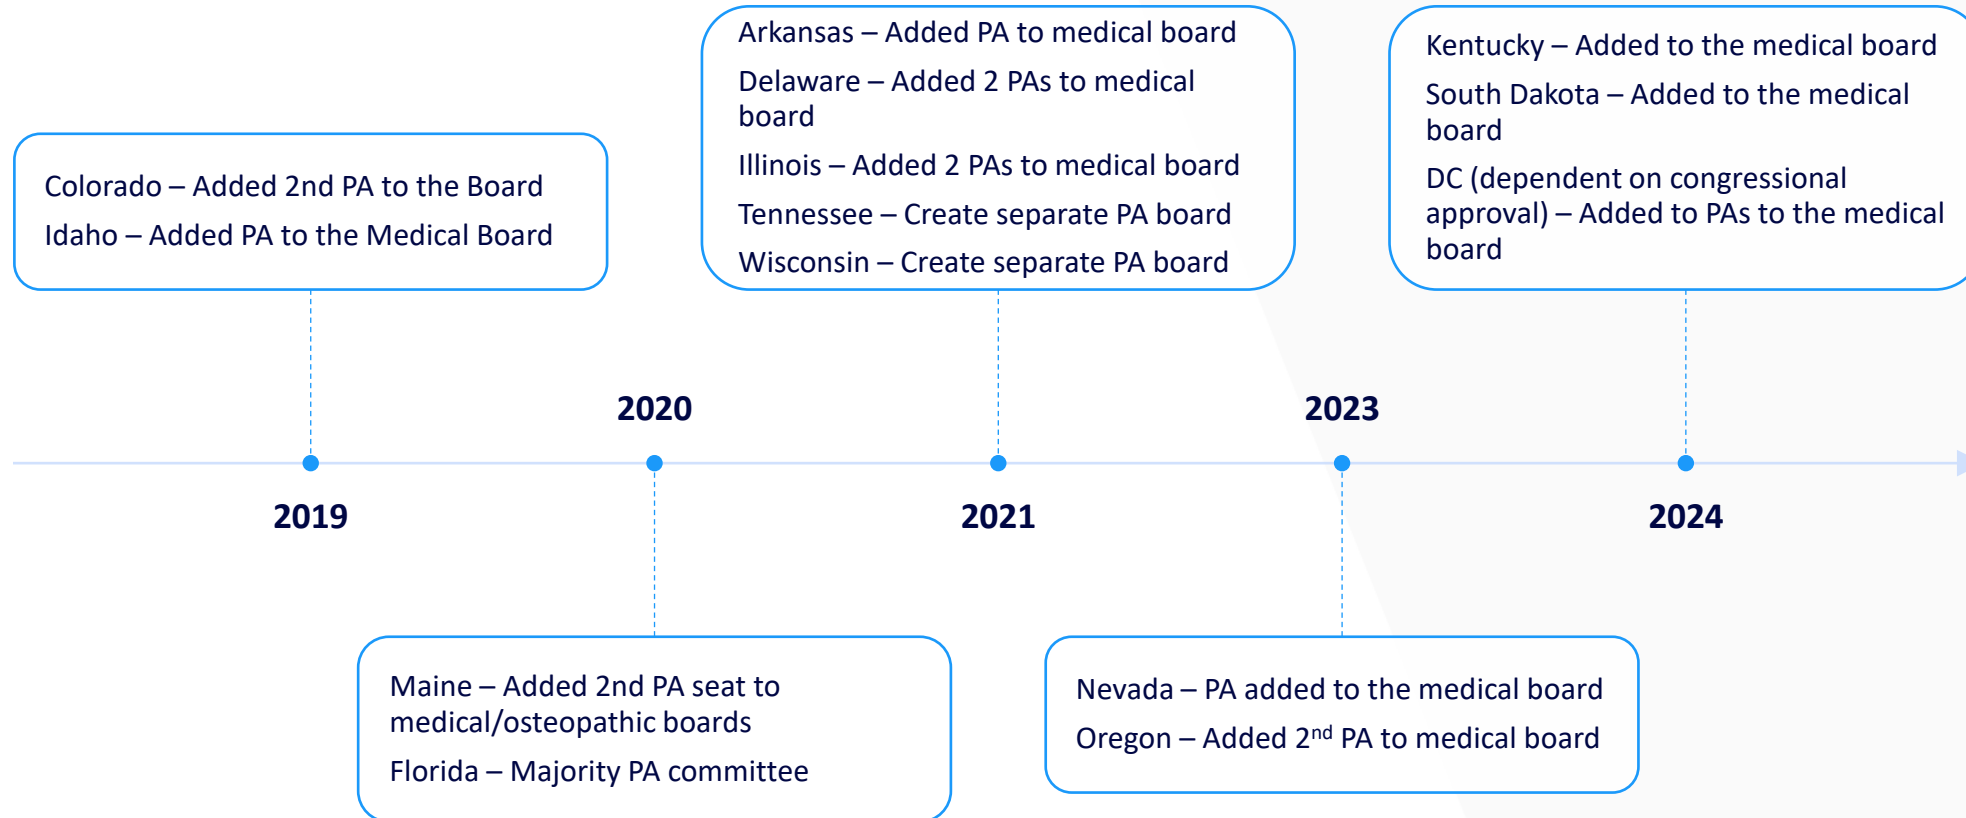 Colorado – Added 2nd PA to the Board
Idaho – Added PA to the Medical Board
2019
2020
Maine – Added 2nd PA seat to
medical/osteopathic boards
Florida – Majority PA committee
Arkansas – Added PA to medical board
Delaware – Added 2 PAs to medical
board
Illinois – Added 2 PAs to medical board
Tennessee – Create separate PA board
Wisconsin – Create separate PA board
2021
2023
Nevada – PA added to the medical board
Oregon – Added 2nd PA to medical board
Kentucky – Added to the medical board
South Dakota – Added to the medical
board
DC (dependent on congressional
approval) – Added to PAs to the medical
board
2024